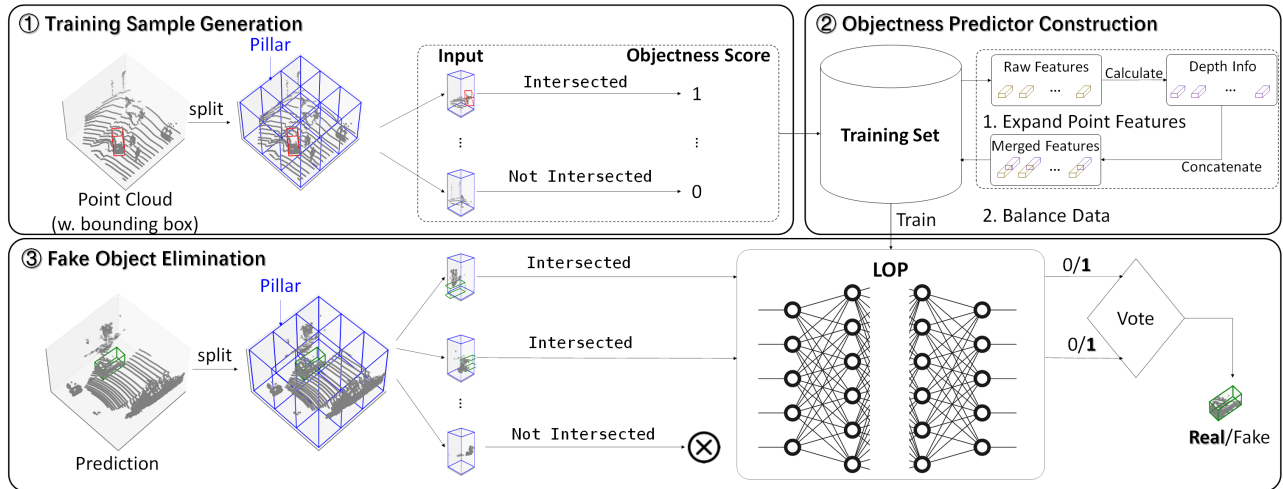 ① Training Sample Generation
Pillar
split
Point Cloud
(w. bounding box)
Input
Objectness Score
Intersected
1
...
...
Not Intersected
0
② Objectness Predictor Construction
Training Set
Raw Features
...
Calculate
Depth Info
...
1. Expand Point Features
Merged Features
...
Concatenate
2. Balance Data
Train
③ Fake Object Elimination
Pillar
split
Prediction
Intersected
Intersected
...
Not Intersected
LOP
0/1
0/1
Vote
Real/Fake